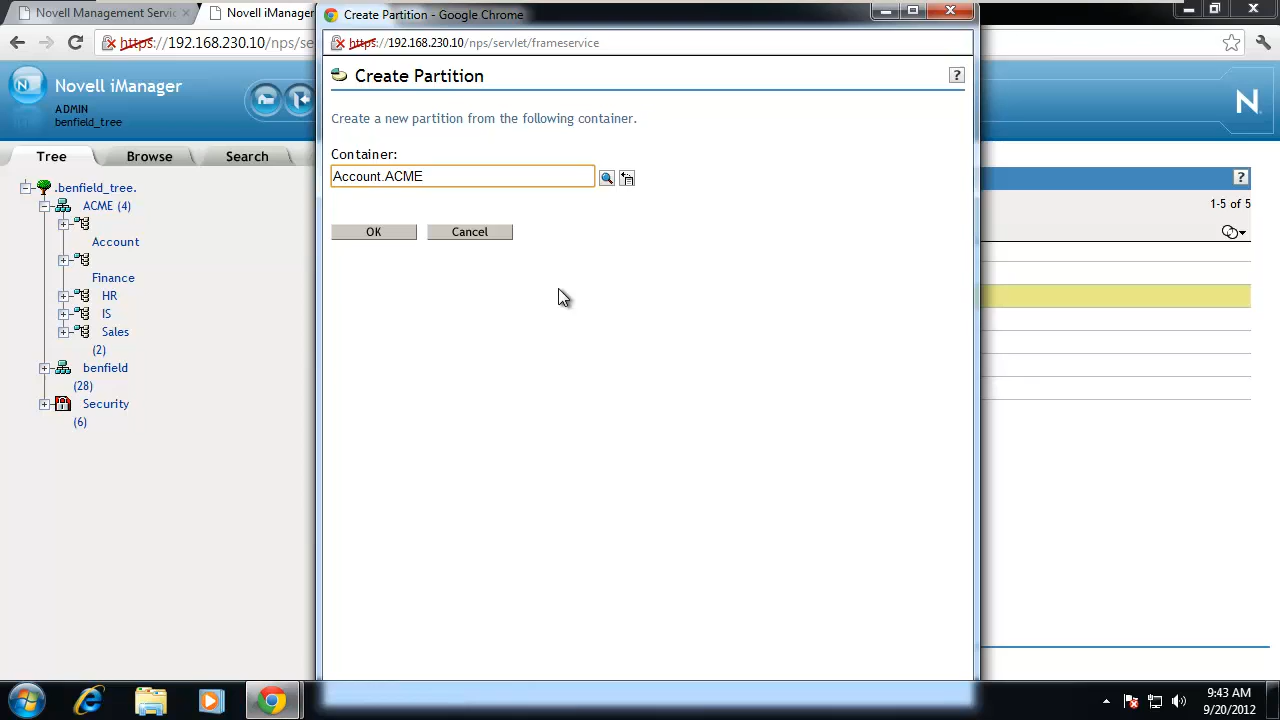 Novell Management Servic
Novell iManager
Create Partition - Google Chrome
https://192.168.230.10/nps/se
https://192.168.230.10/nps/servlet/frameservice
Novell iManager
ADMIN
benfield_tree
N
N
Create Partition
?
Create a new partition from the following container.
Container:
Account.ACME
OK
Cancel
Tree
Browse
Search
.benfield_tree.
ACME (4)
Account
Finance
HR
IS
Sales
(2)
benfield
(28)
Security
(6)
?
1-5 of 5
9:43 AM
9/20/2012